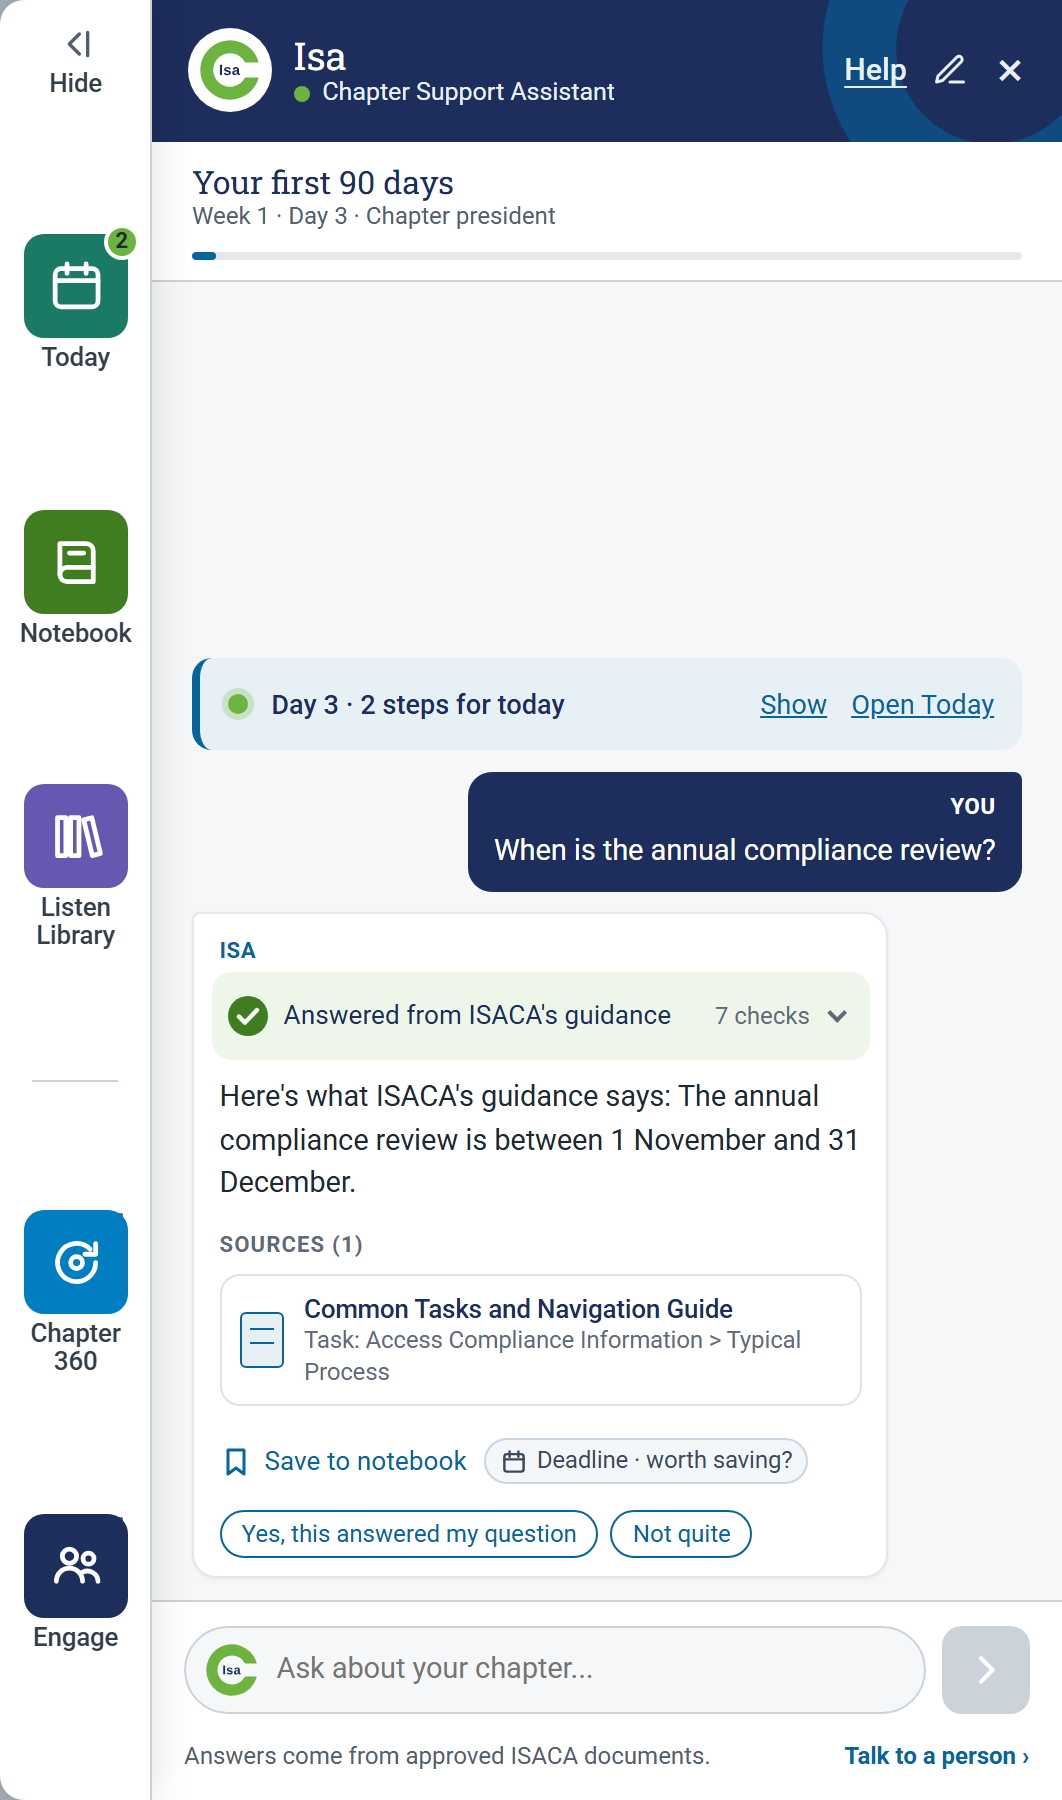 Hide
2
Today
Notebook
Listen
Library
Chapter
360
Engage
Isa
Isa
Chapter Support Assistant
Help
Your first 90 days
Week 1 · Day 3 · Chapter president
Day 3 · 2 steps for today
Show
Open Today
YOU
When is the annual compliance review?
ISA
Answered from ISACA's guidance
7 checks
Here's what ISACA's guidance says: The annual
compliance review is between 1 November and 31
December.
SOURCES (1)
Common Tasks and Navigation Guide
Task: Access Compliance Information > Typical
Process
Save to notebook
Deadline · worth saving?
Yes, this answered my question
Not quite
Isa
Ask about your chapter...
Answers come from approved ISACA documents.
Talk to a person ›